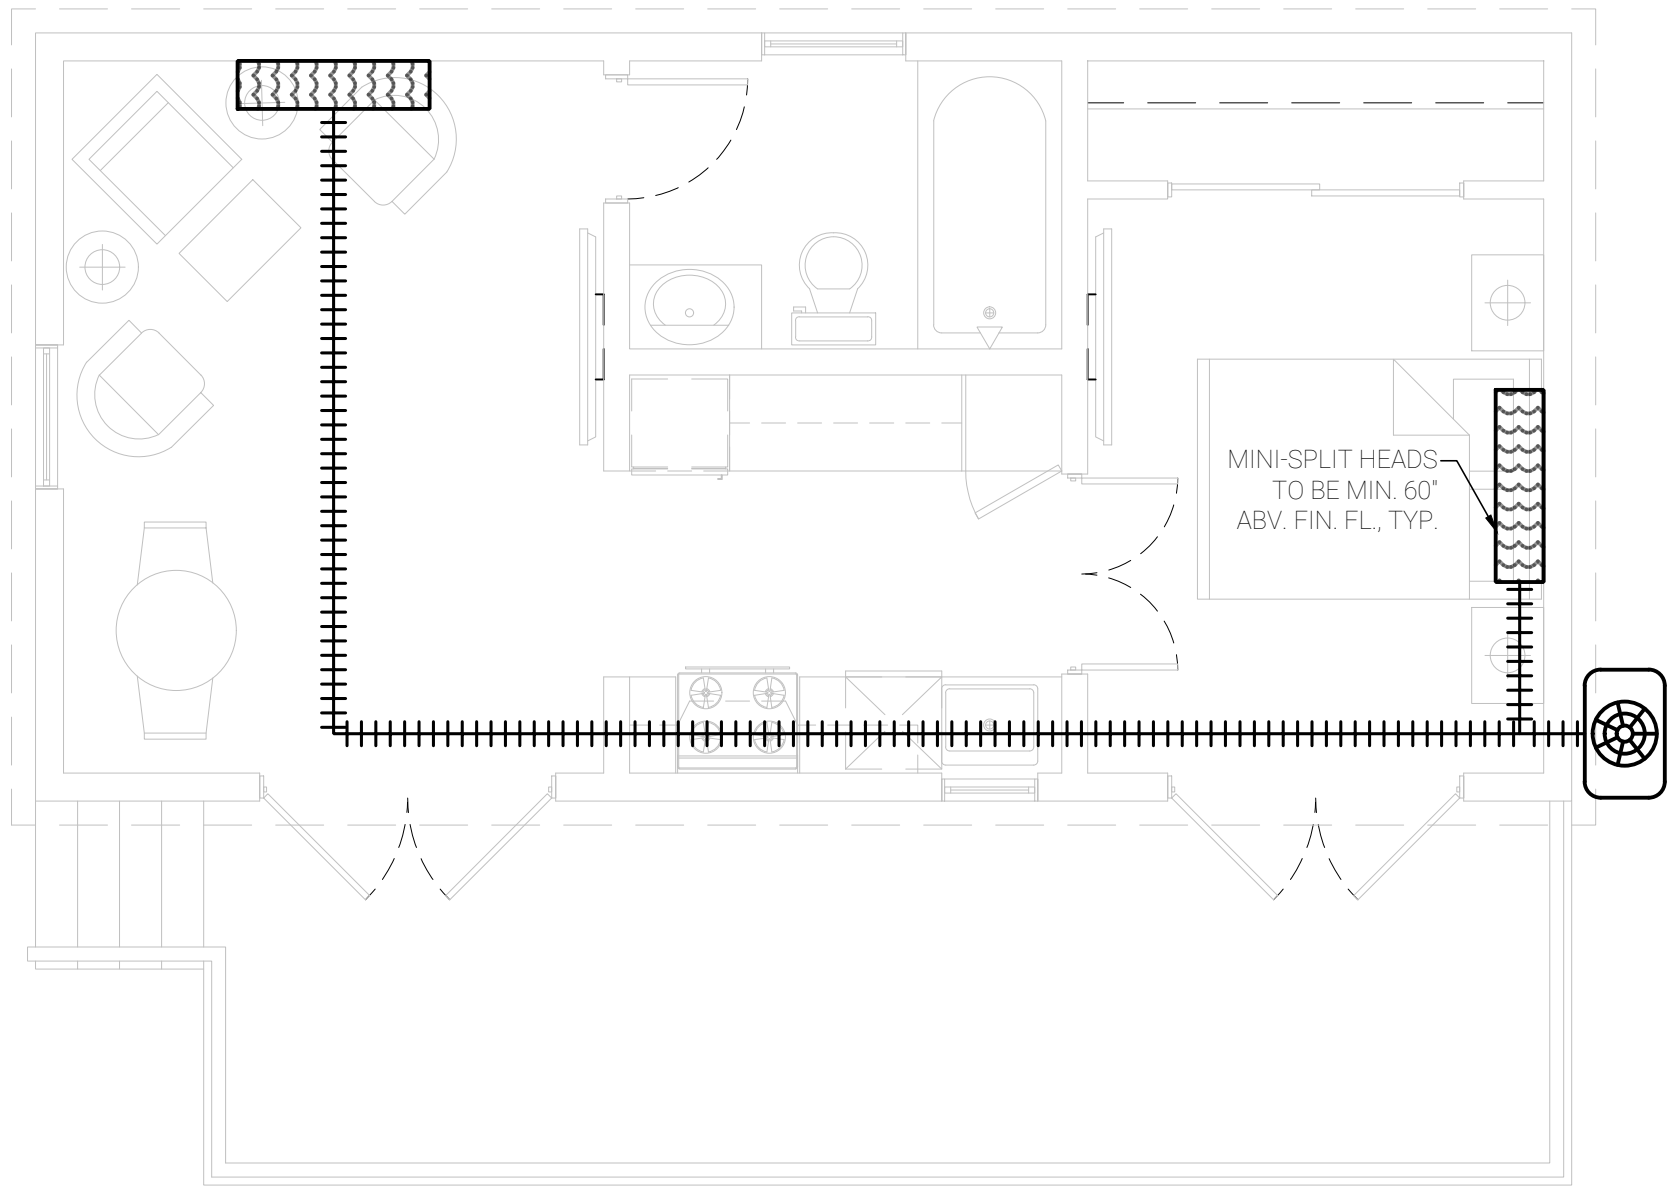 MINI-SPLIT HEADS
TO BE MIN. 60"
ABV. FIN. FL., TYP.